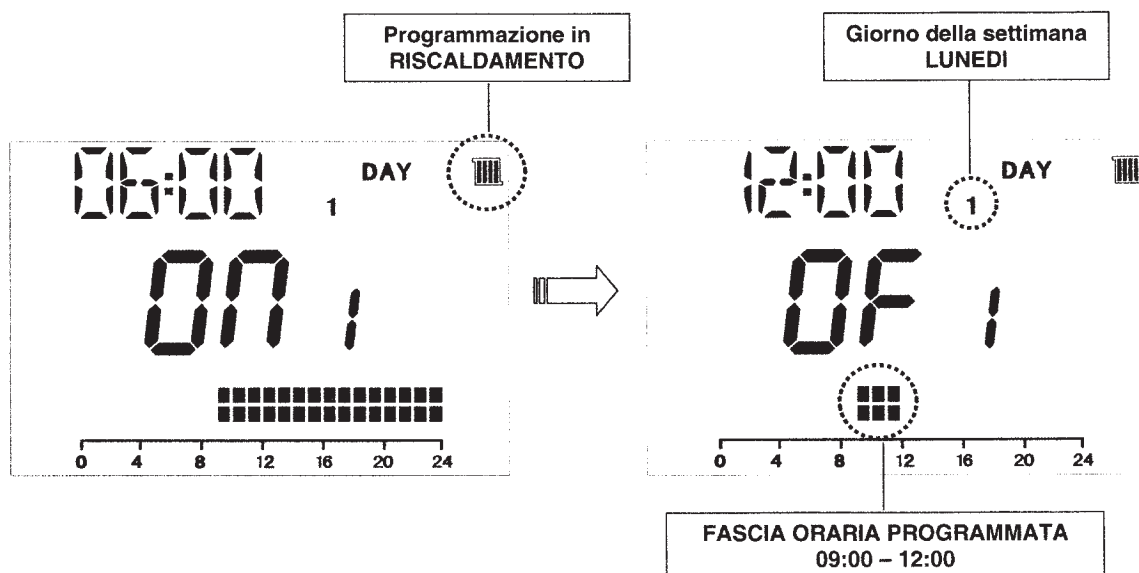 Programmazione in
RISCALDAMENTO
Giorno della settimana
LUNEDI
06:00
DAY
1
ON 1
0 4 8 12 16 20 24
12:00
DAY
1
OF 1
0 4 8 12 16 20 24
FASCIA ORARIA PROGRAMMATA
09:00 – 12:00